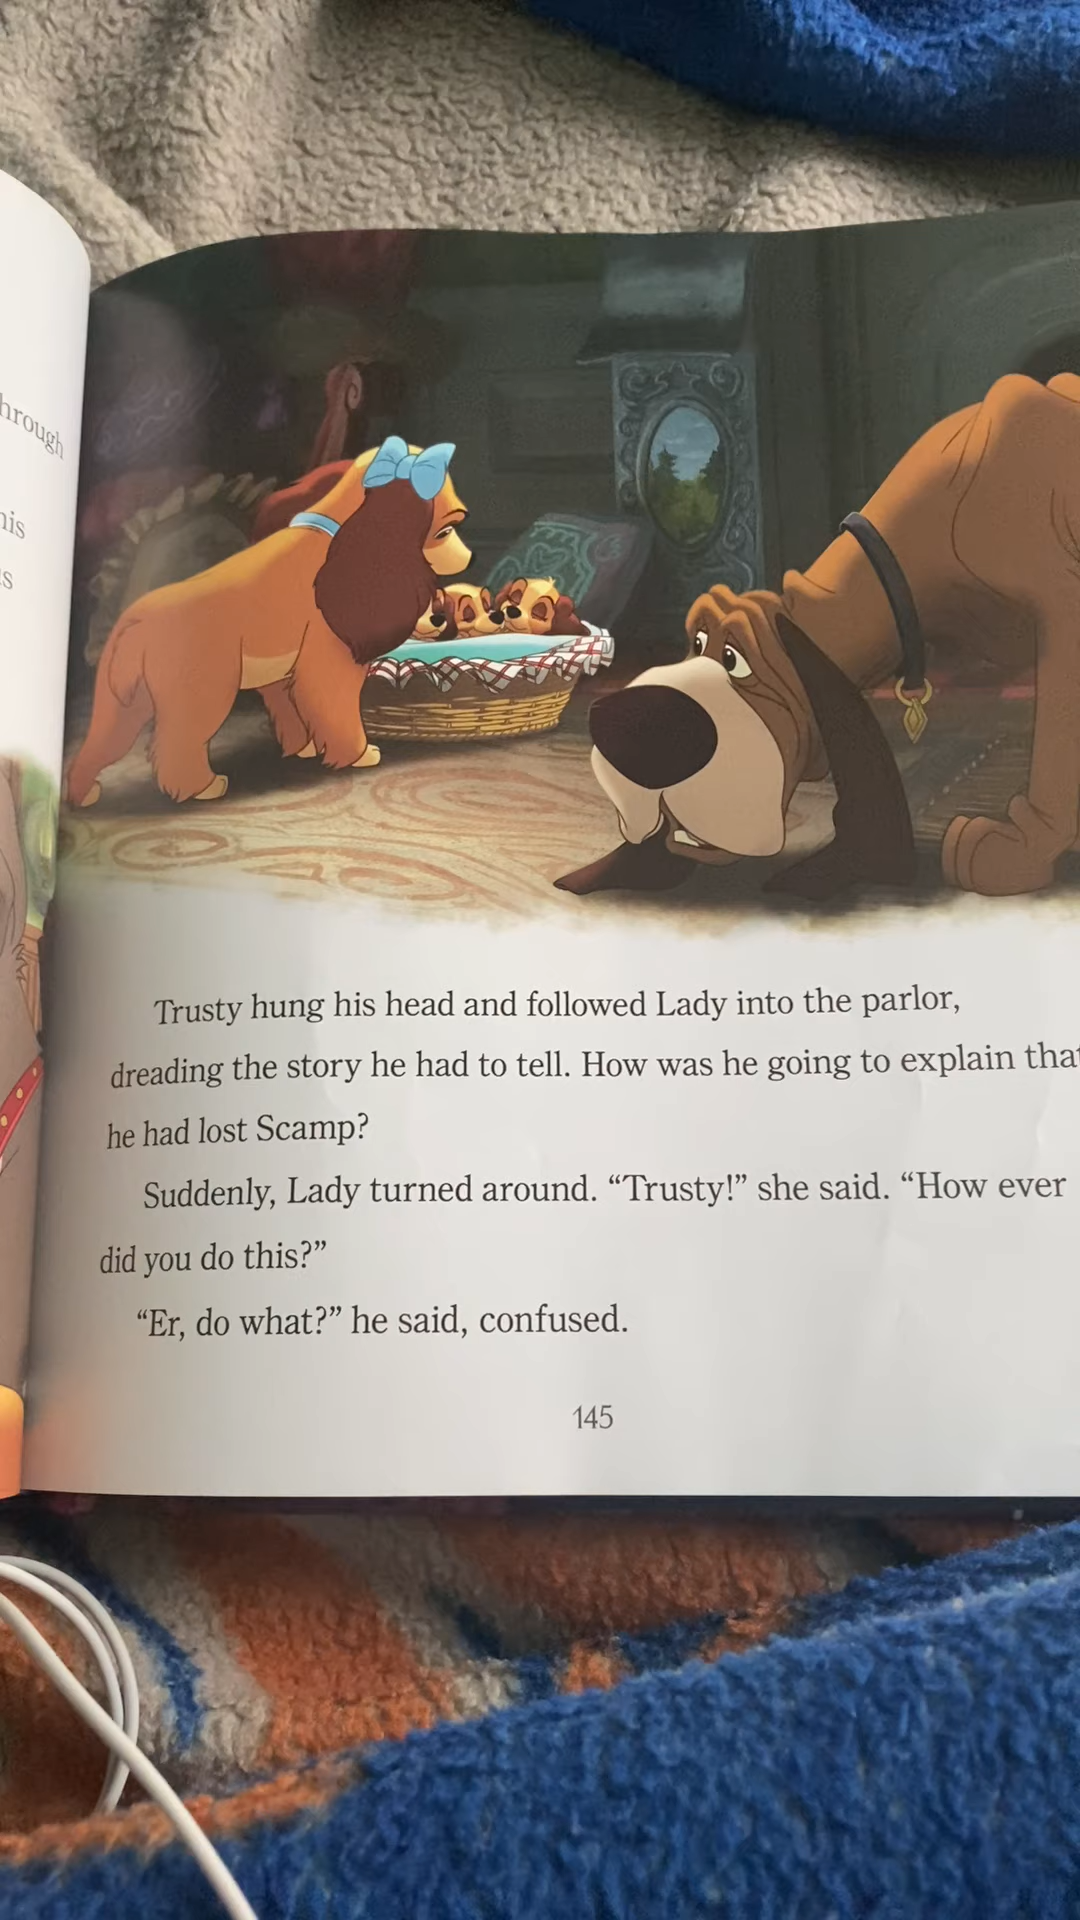 hrough
his
Trusty hung his head and followed Lady into the parlor,
dreading the story he had to tell. How was he going to explain that
he had lost Scamp?
Suddenly, Lady turned around. “Trusty!” she said. “How ever
did you do this?”
“Er, do what?” he said, confused.
145